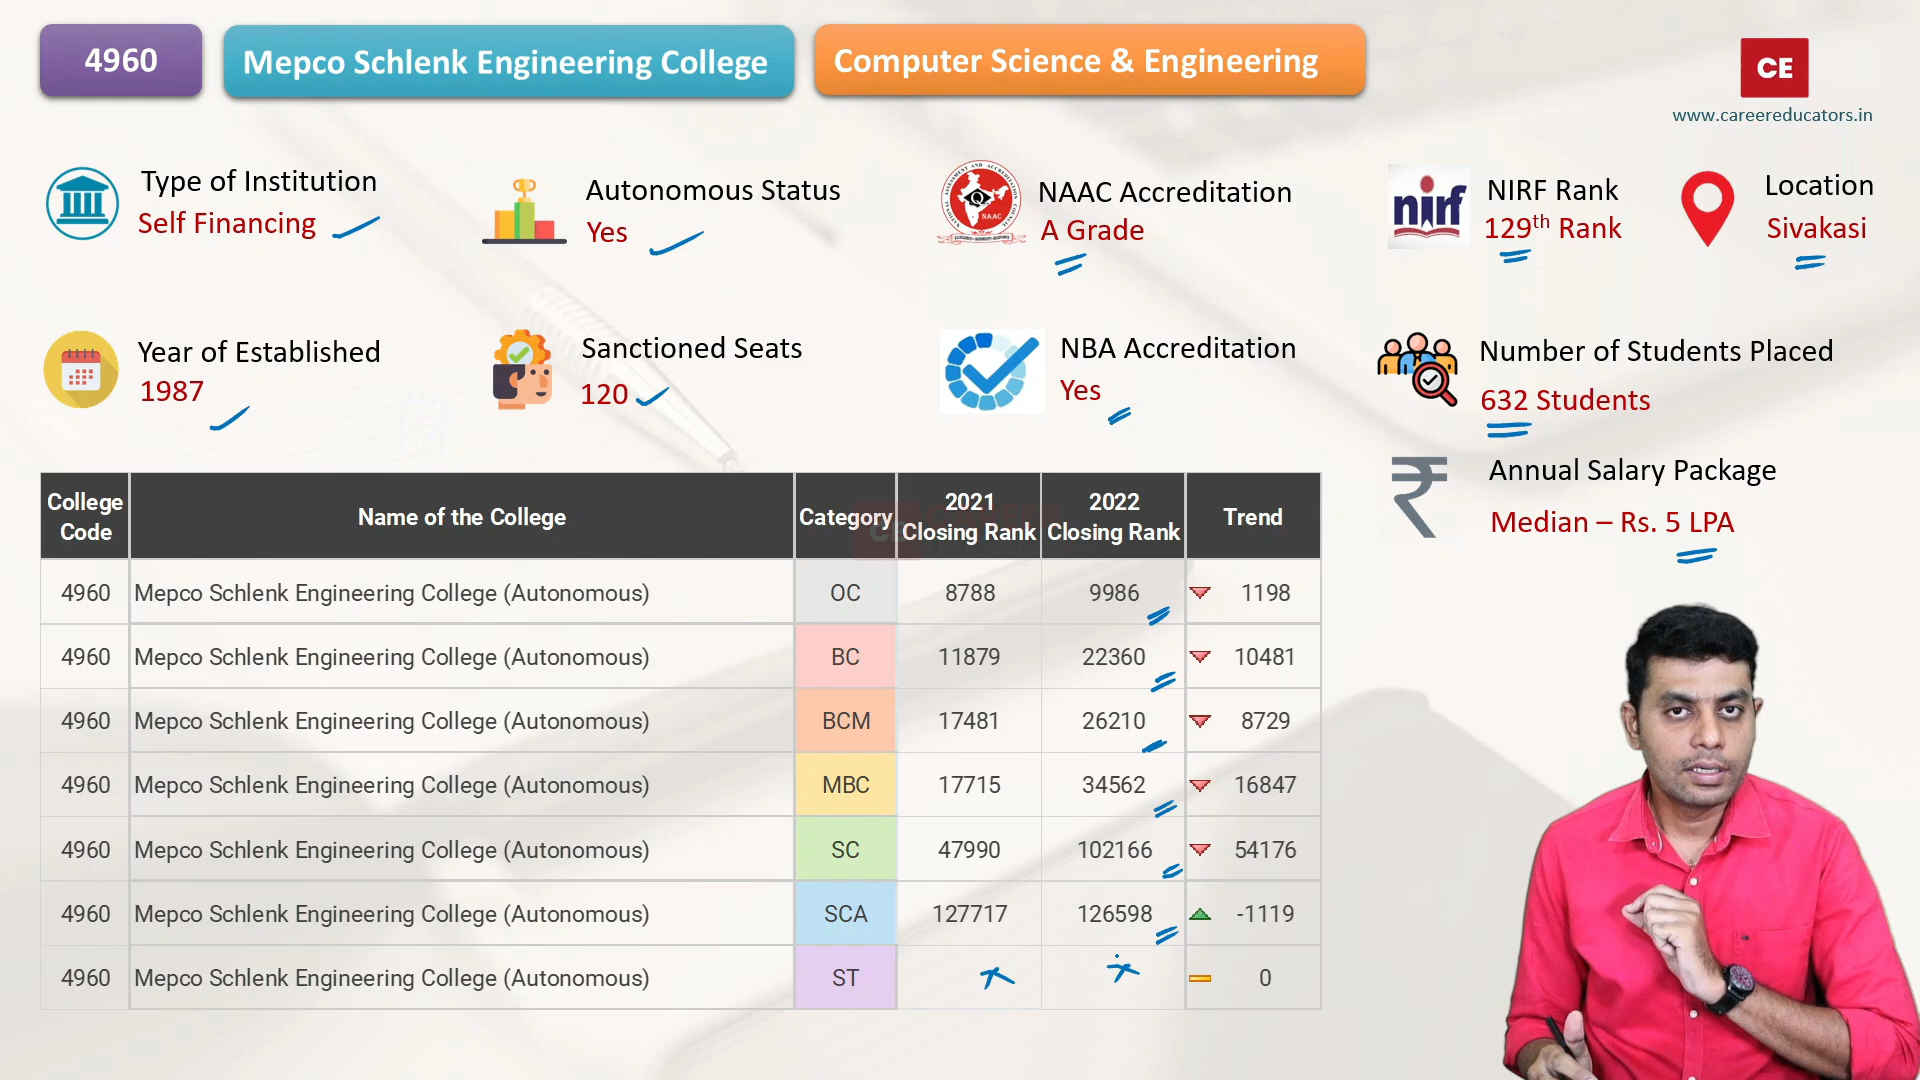 4960
Mepco Schlenk Engineering College
Computer Science & Engineering
CE
www.careereducators.in
Type of Institution
Self Financing
Autonomous Status
Yes
NAAC Accreditation
A Grade
NAAC
nirf
NIRF Rank
129th Rank
Location
Sivakasi
Year of Established
1987
Sanctioned Seats
120
NBA Accreditation
Yes
Number of Students Placed
632 Students
Annual Salary Package
Median – Rs. 5 LPA
College Code Name of the College Category 2021 Closing Rank 2022 Closing Rank Trend
4960 Mepco Schlenk Engineering College (Autonomous) OC 8788 9986 1198
4960 Mepco Schlenk Engineering College (Autonomous) BC 11879 22360 10481
4960 Mepco Schlenk Engineering College (Autonomous) BCM 17481 26210 8729
4960 Mepco Schlenk Engineering College (Autonomous) MBC 17715 34562 16847
4960 Mepco Schlenk Engineering College (Autonomous) SC 47990 102166 54176
4960 Mepco Schlenk Engineering College (Autonomous) SCA 127717 126598 -1119
4960 Mepco Schlenk Engineering College (Autonomous) ST 0